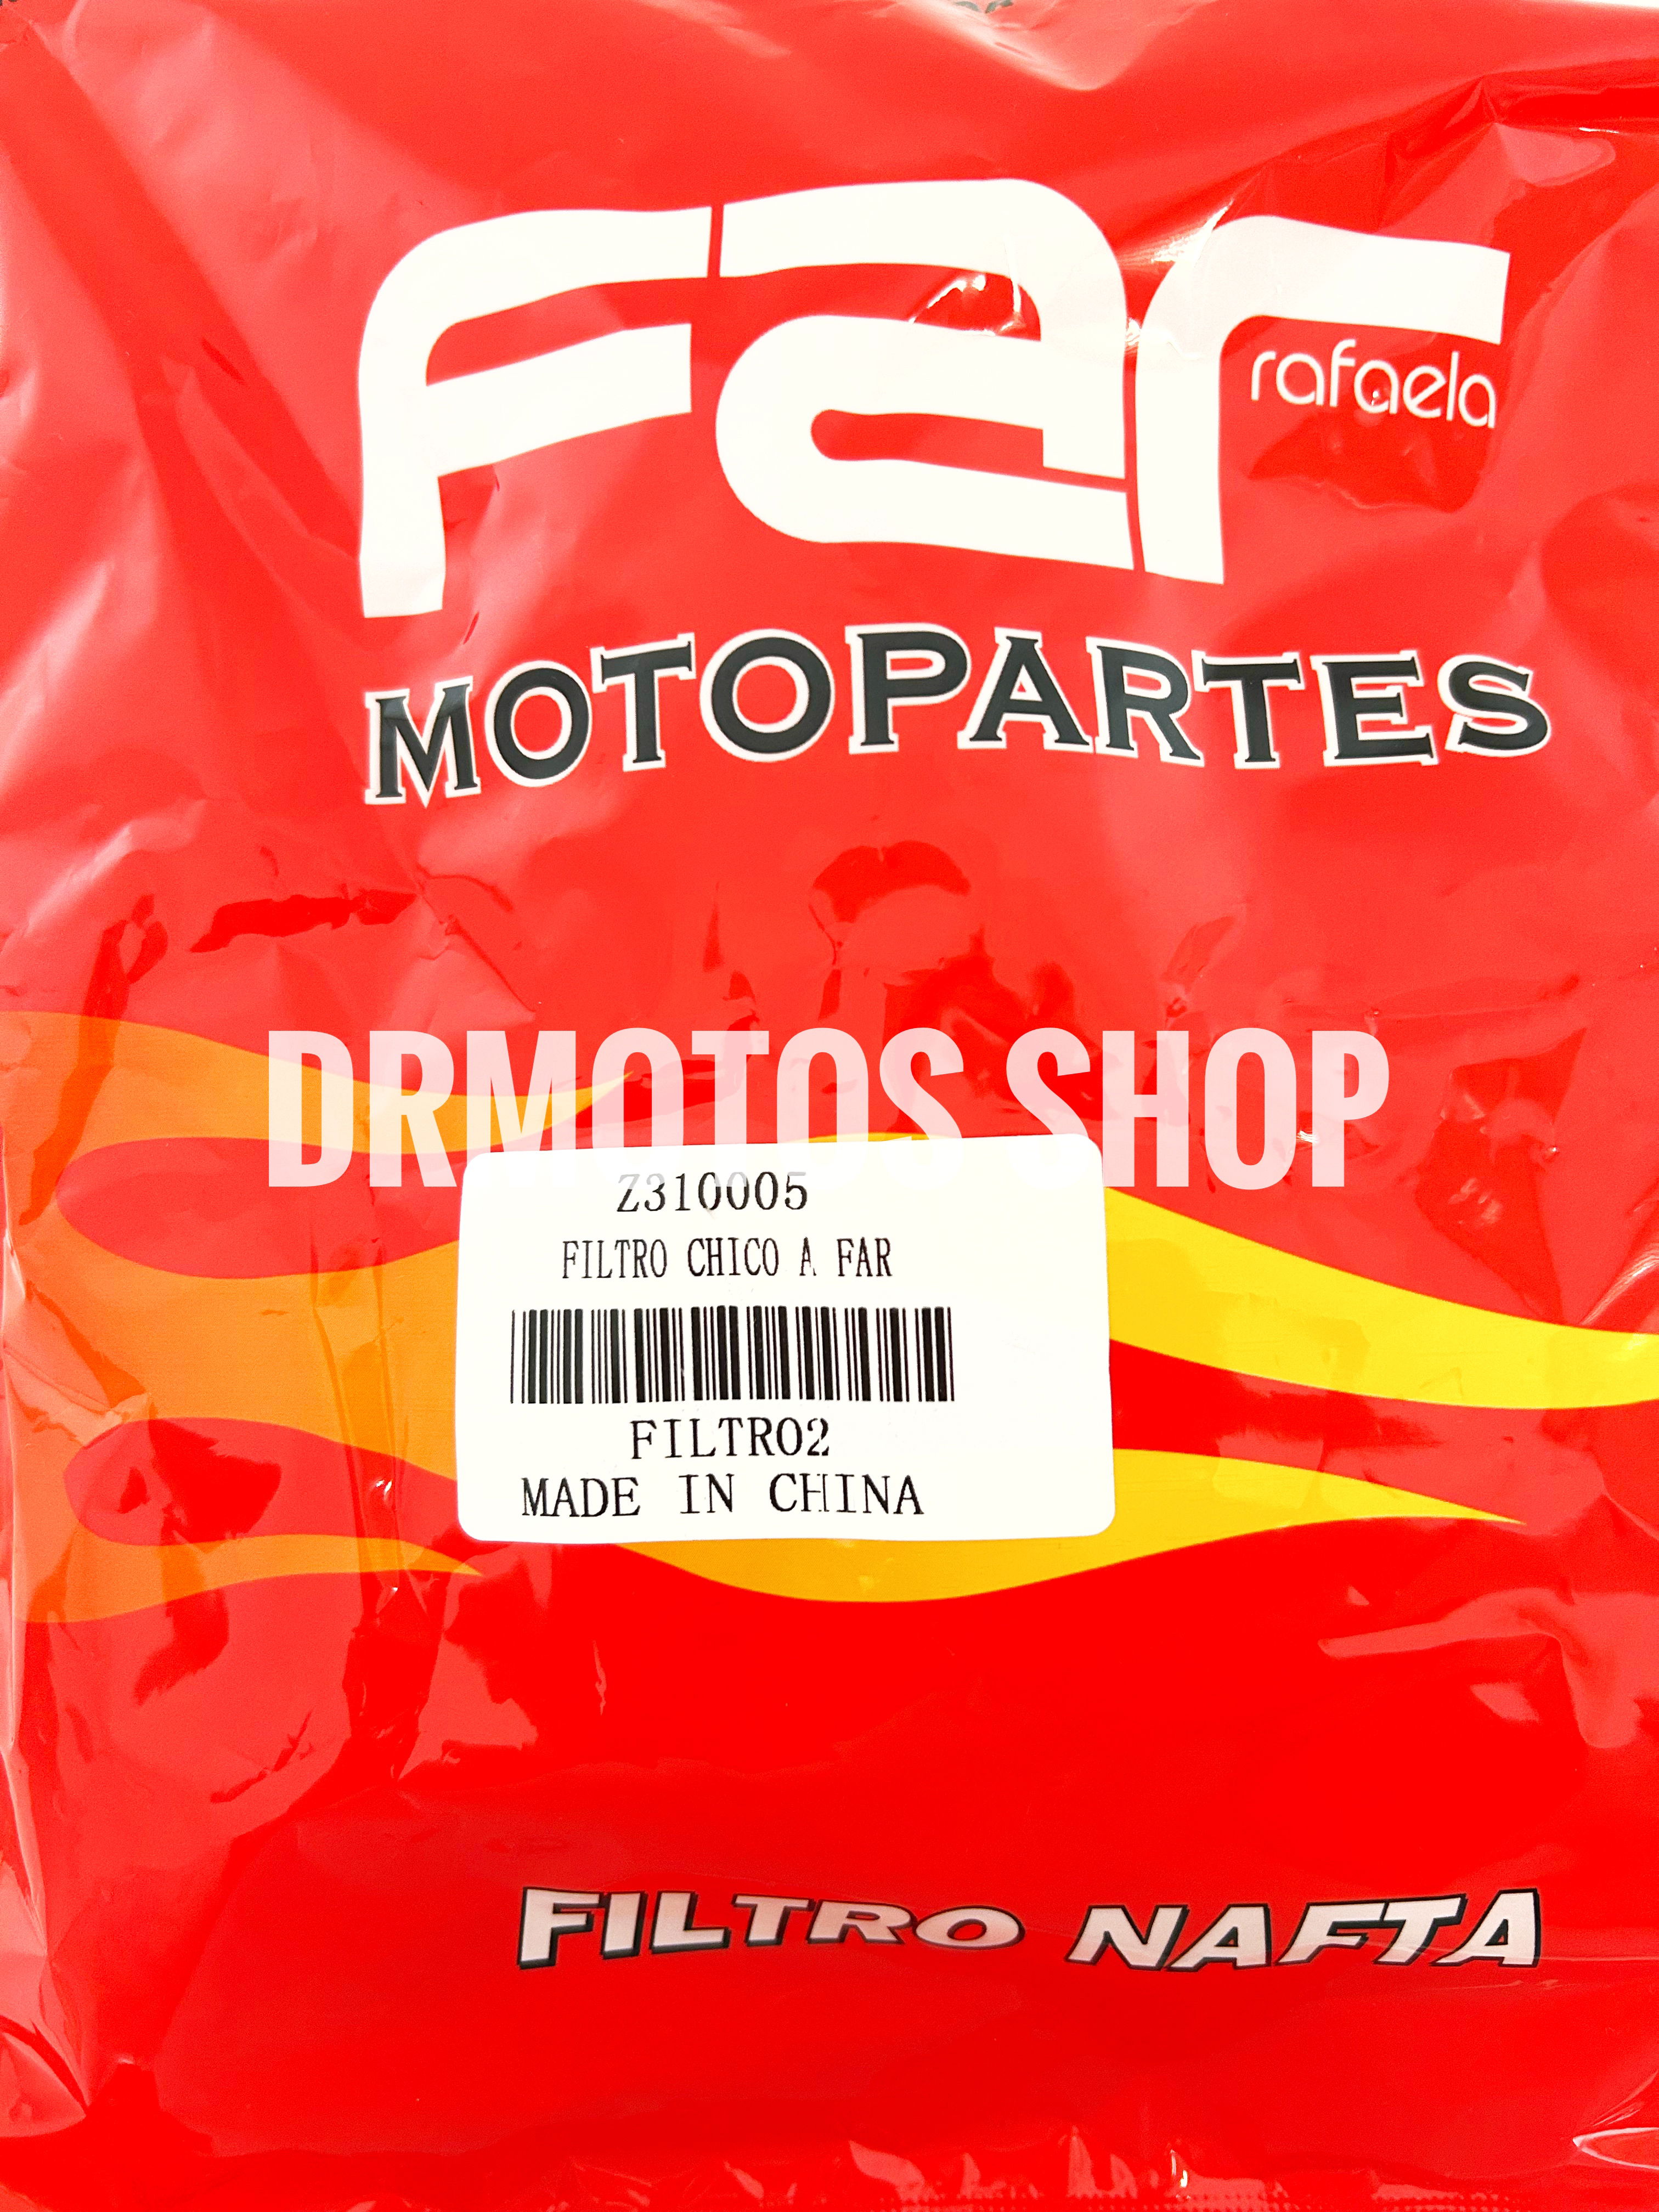 Far
rafaela
MOTOPARTES
DRMOTOS SHOP
Z310005
FILTRO CHICO A FAR
FILTRO2
MADE IN CHINA
FILTRO NAFTA